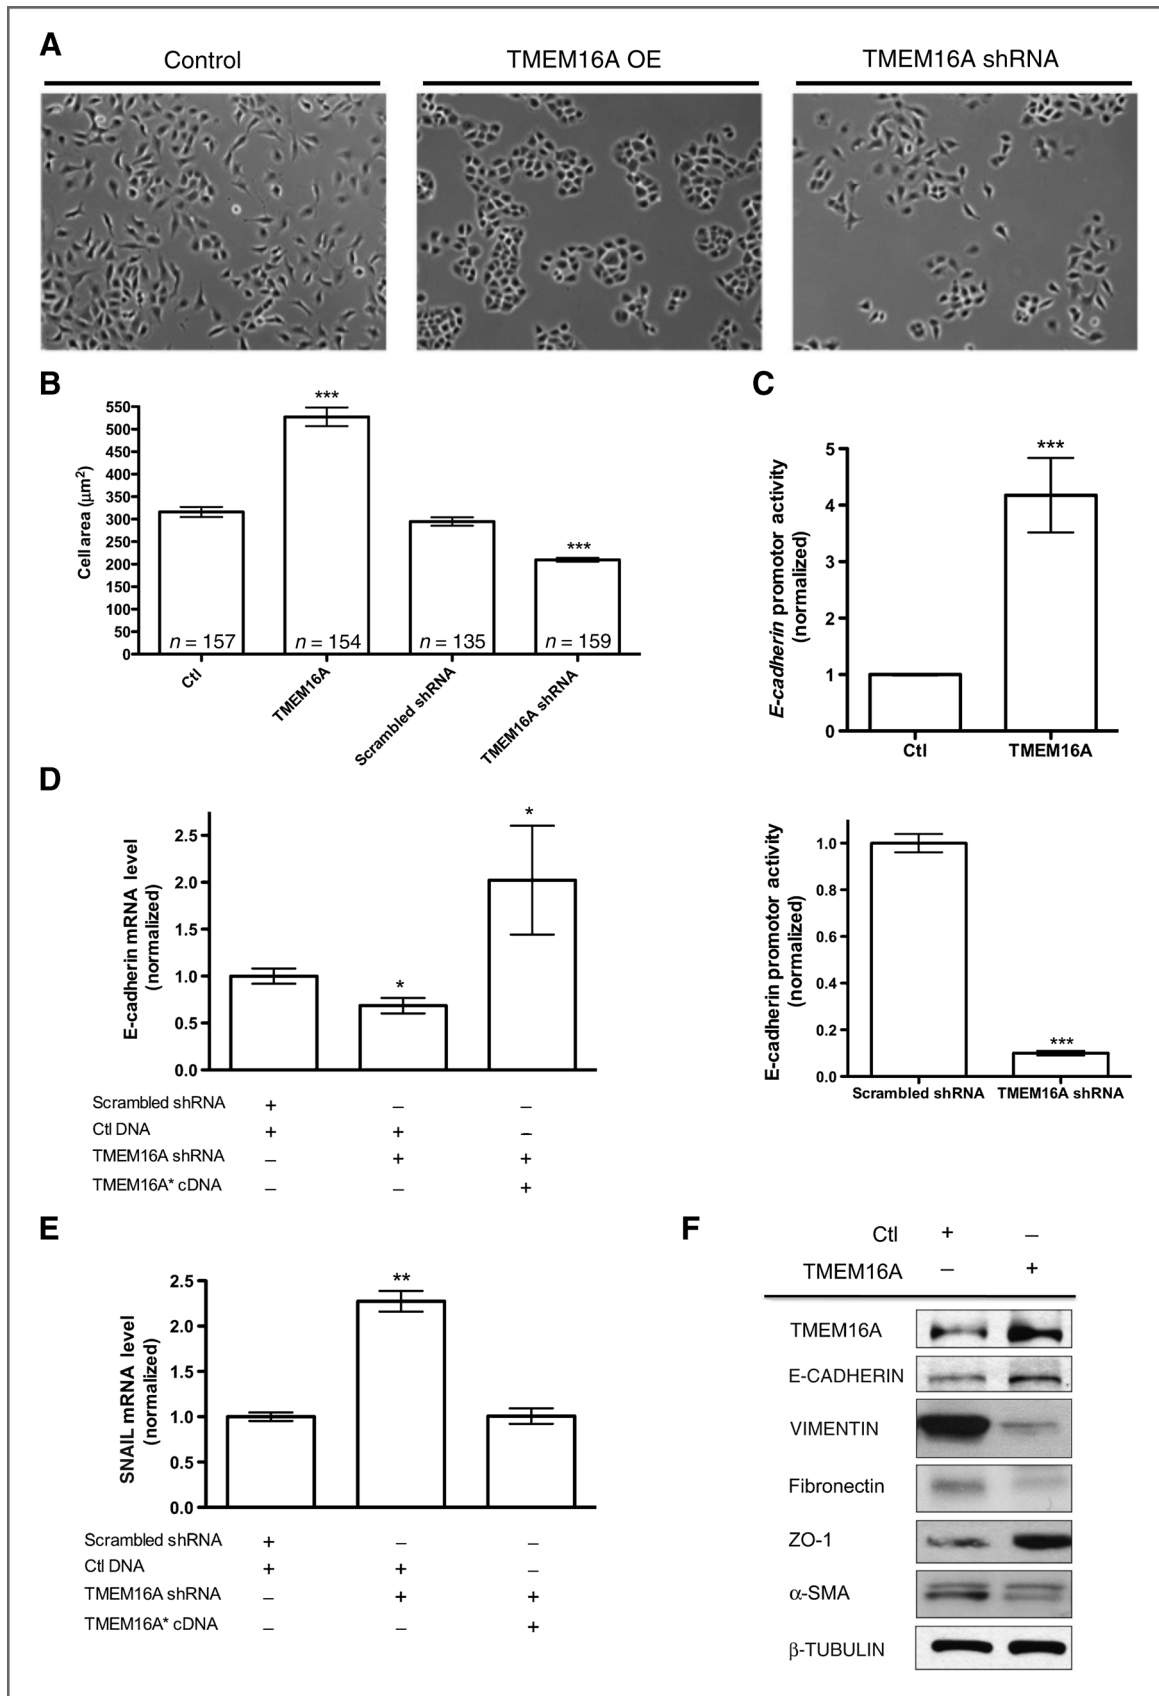 A
Control
TMEM16A OE
TMEM16A shRNA
B
Cell area (μm²)
550
500
450
400
350
300
250
200
150
100
50
0
***
***
n = 157
n = 154
n = 135
n = 159
Ctl
TMEM16A
Scrambled shRNA
TMEM16A shRNA
C
E-cadherin promotor activity
(normalized)
5
4
3
2
1
0
***
Ctl
TMEM16A
E-cadherin promotor activity
(normalized)
1.0
0.8
0.6
0.4
0.2
0.0
***
Scrambled shRNA
TMEM16A shRNA
D
E-cadherin mRNA level
(normalized)
2.5
2.0
1.5
1.0
0.5
0.0
*
*
Scrambled shRNA + – –
Ctl DNA + + –
TMEM16A shRNA – + +
TMEM16A* cDNA – – +
E
SNAIL mRNA level
(normalized)
2.5
2.0
1.5
1.0
0.5
0.0
**
Scrambled shRNA + – –
Ctl DNA + + –
TMEM16A shRNA – + +
TMEM16A* cDNA – – +
F
Ctl + –
TMEM16A – +
TMEM16A
E-CADHERIN
VIMENTIN
Fibronectin
ZO-1
α-SMA
β-TUBULIN